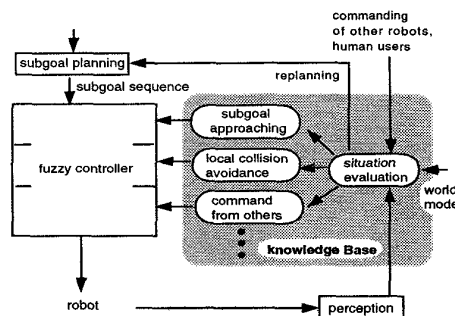 commanding
of other robots,
human users
subgoal planning
replanning
subgoal sequence
subgoal
approaching
fuzzy controller
local collision
avoidance
situation
evaluation
world
mode
command
from others
knowledge Base
robot
perception